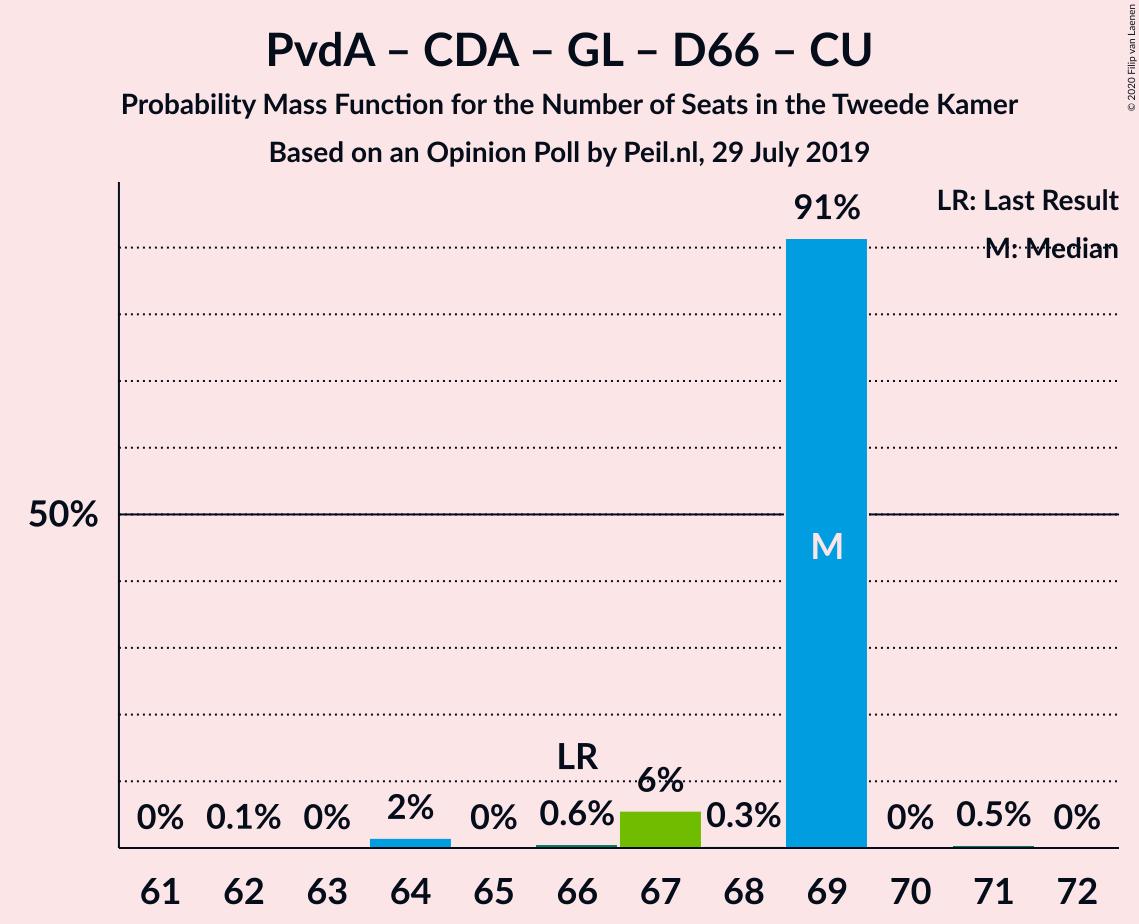 PvdA – CDA – GL – D66 – CU
Probability Mass Function for the Number of Seats in the Tweede Kamer
Based on an Opinion Poll by Peil.nl, 29 July 2019
© 2020 Filip van Laenen
LR: Last Result
M: Median
91%
50%
M
LR
0% 0.1% 0% 2% 0% 0.6% 6% 0.3% 0% 0.5% 0%
61 62 63 64 65 66 67 68 69 70 71 72